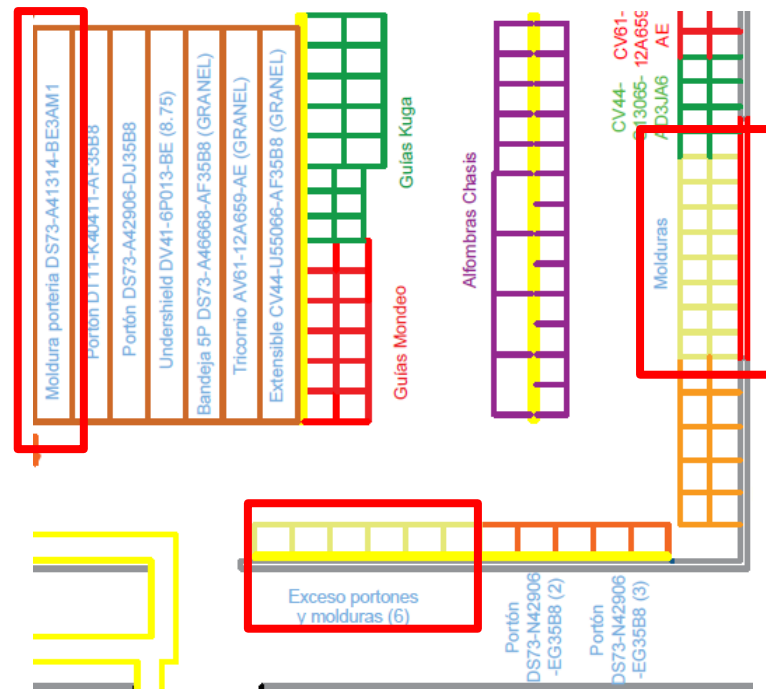 Moldura portería DS73-A41314-BE3AM1
Portón DT11-K40411-AF35B8
Portón DS73-A42906-DJ35B8
Undershield DV41-6P013-BE (8.75)
Bandeja 5P DS73-A46668-AF35B8 (GRANEL)
Tricornio AV61-12A659-AE (GRANEL)
Extensible CV44-U55066-AF35B8 (GRANEL)
Guías Kuga
Guías Mondeo
Alfombras Chasis
CV61-
12A659
AE
CV44-
13065-
D3JA6
Molduras
Exceso portones
y molduras (6)
Portón
DS73-N42906
-EG35B8 (2)
Portón
DS73-N42906
-EG35B8 (3)